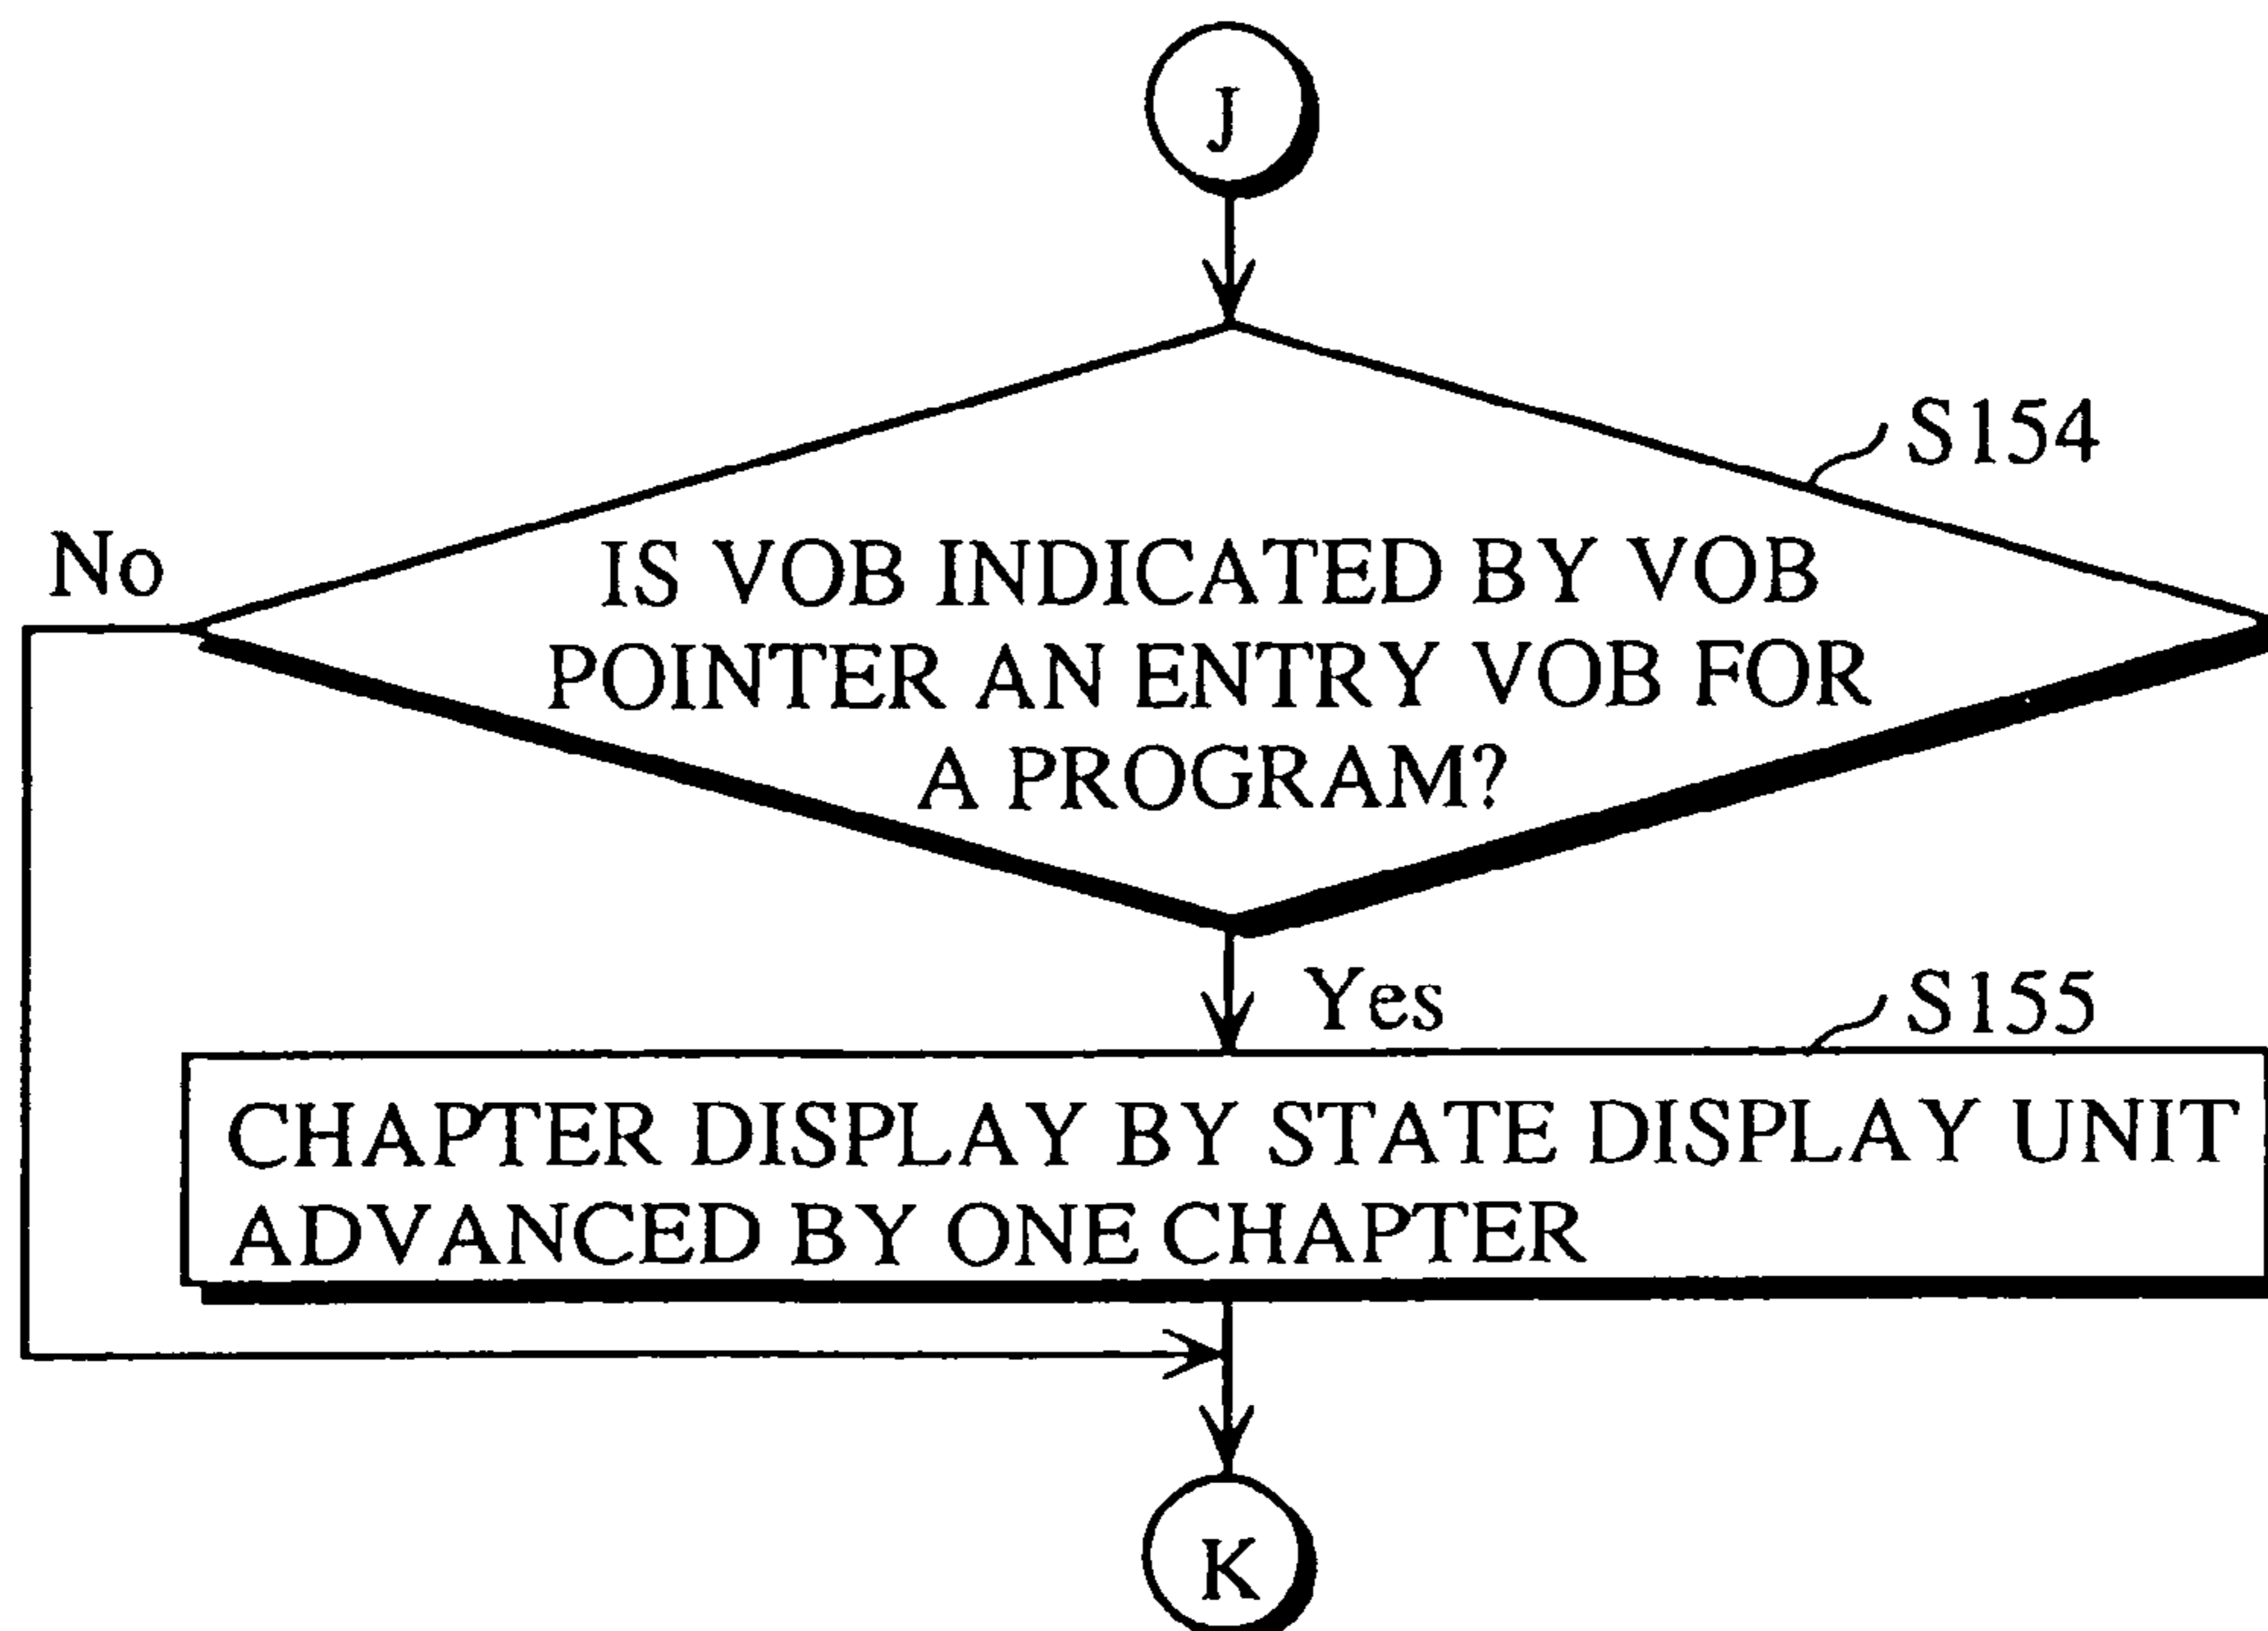 J
S154
No
IS VOB INDICATED BY VOB
POINTER AN ENTRY VOB FOR
A PROGRAM?
Yes
S155
CHAPTER DISPLAY BY STATE DISPLAY UNIT
ADVANCED BY ONE CHAPTER
K